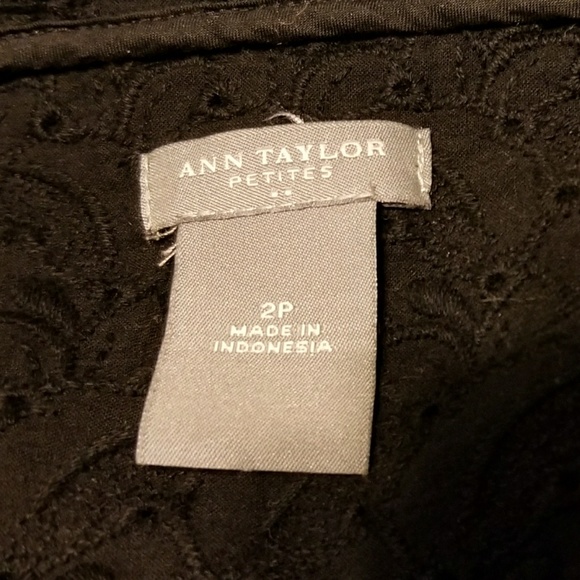 ANN TAYLOR
PETITES
2P
MADE IN
INDONESIA